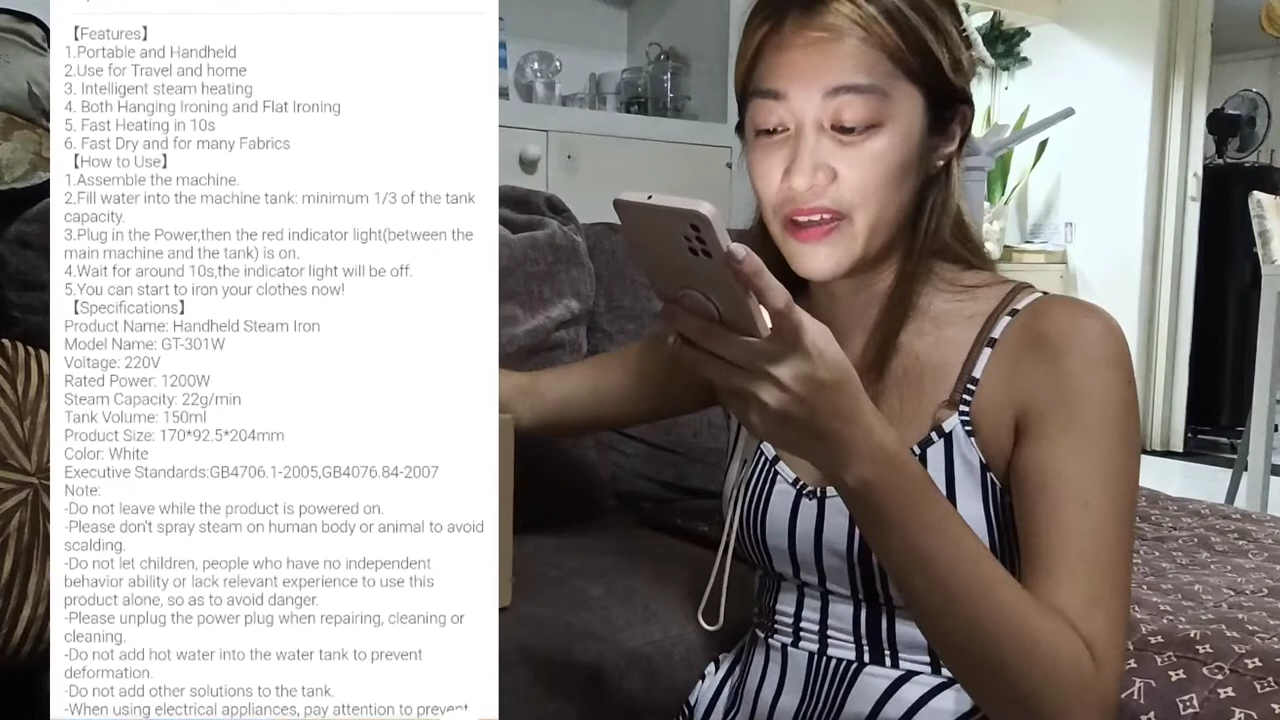 【Features】
1.Portable and Handheld
2.Use for Travel and home
3. Intelligent steam heating
4. Both Hanging Ironing and Flat Ironing
5. Fast Heating in 10s
6. Fast Dry and for many Fabrics
【How to Use】
1.Assemble the machine.
2.Fill water into the machine tank: minimum 1/3 of the tank
capacity.
3.Plug in the Power,then the red indicator light(between the
main machine and the tank) is on.
4.Wait for around 10s,the indicator light will be off.
5.You can start to iron your clothes now!
【Specifications】
Product Name: Handheld Steam Iron
Model Name: GT-301W
Voltage: 220V
Rated Power: 1200W
Steam Capacity: 22g/min
Tank Volume: 150ml
Product Size: 170*92.5*204mm
Color: White
Executive Standards:GB4706.1-2005,GB4076.84-2007
Note:
-Do not leave while the product is powered on.
-Please don't spray steam on human body or animal to avoid
scalding.
-Do not let children, people who have no independent
behavior ability or lack relevant experience to use this
product alone, so as to avoid danger.
-Please unplug the power plug when repairing, cleaning or
cleaning.
-Do not add hot water into the water tank to prevent
deformation.
-Do not add other solutions to the tank.
-When using electrical appliances, pay attention to prevent